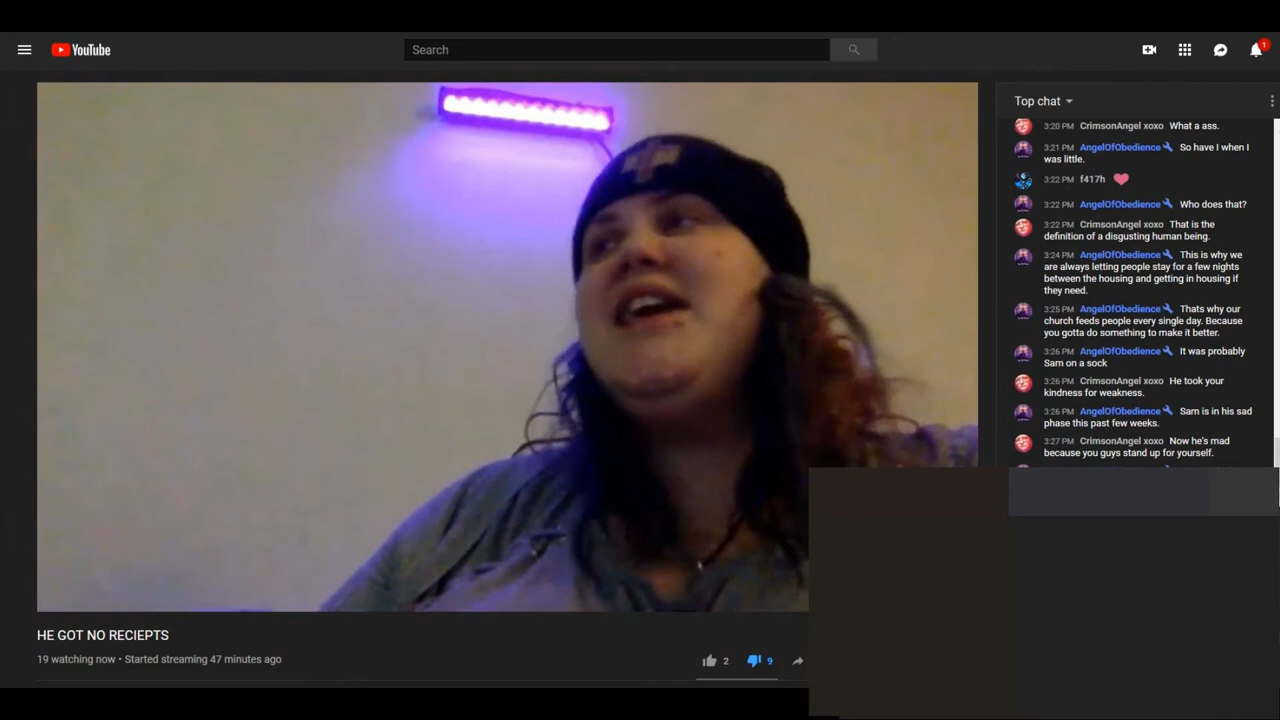 YouTube
Search
1
Top chat
3:20 PM CrimsonAngel xoxo What a ass.
3:21 PM AngelOfObedience So have I when I
was little.
3:22 PM f417h
3:22 PM AngelOfObedience Who does that?
3:22 PM CrimsonAngel xoxo That is the
definition of a disgusting human being.
3:24 PM AngelOfObedience This is why we
are always letting people stay for a few nights
between the housing and getting in housing if
they need.
3:25 PM AngelOfObedience Thats why our
church feeds people every single day. Because
you gotta do something to make it better.
3:26 PM AngelOfObedience It was probably
Sam on a sock
3:26 PM CrimsonAngel xoxo He took your
kindness for weakness.
3:26 PM AngelOfObedience Sam is in his sad
phase this past few weeks.
3:27 PM CrimsonAngel xoxo Now he's mad
because you guys stand up for yourself.
HE GOT NO RECIEPTS
19 watching now • Started streaming 47 minutes ago
2
9